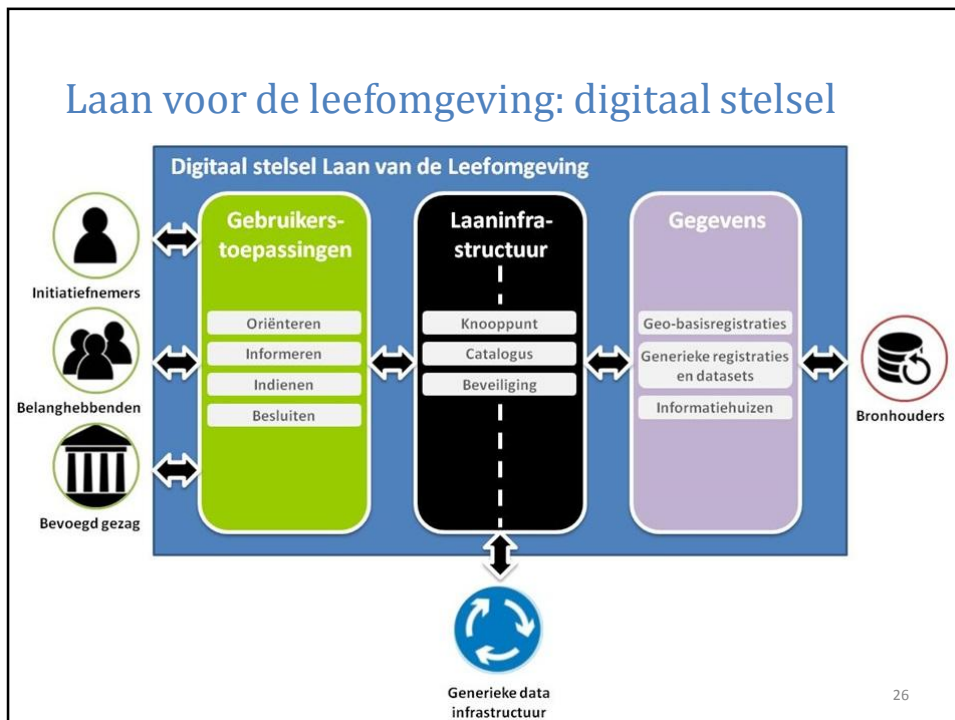 Laan voor de leefomgeving: digitaal stelsel
Digitaal stelsel Laan van de Leefomgeving
Initiatiefnemers
Belanghebbenden
Bevoegd gezag
Gebruikers-
toepassingen
Oriënteren
Informeren
Indienen
Besluiten
Laaninfra-
structuur
Knooppunt
Catalogus
Beveiliging
Gegevens
Geo-basisregistraties
Generieke registraties
en datasets
Informatiehuizen
Bronhouders
Generieke data
infrastructuur
26